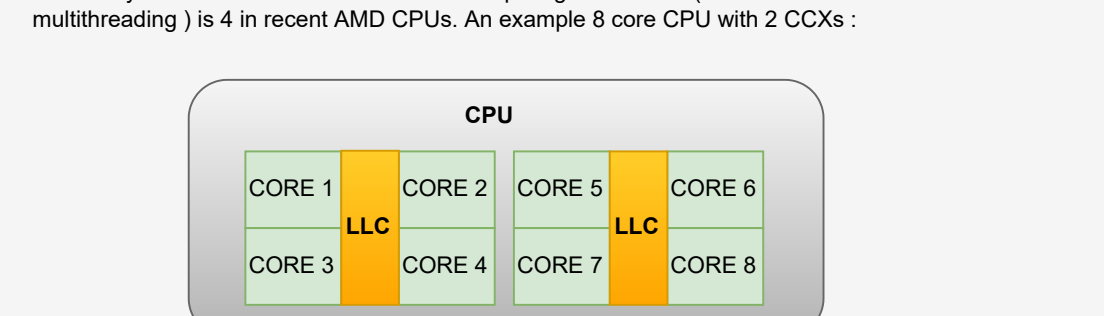 multithreading ) is 4 in recent AMD CPUs. An example 8 core CPU with 2 CCXs :
CPU
CORE 1 LLC CORE 2 CORE 5 LLC CORE 6
CORE 3 CORE 4 CORE 7 CORE 8